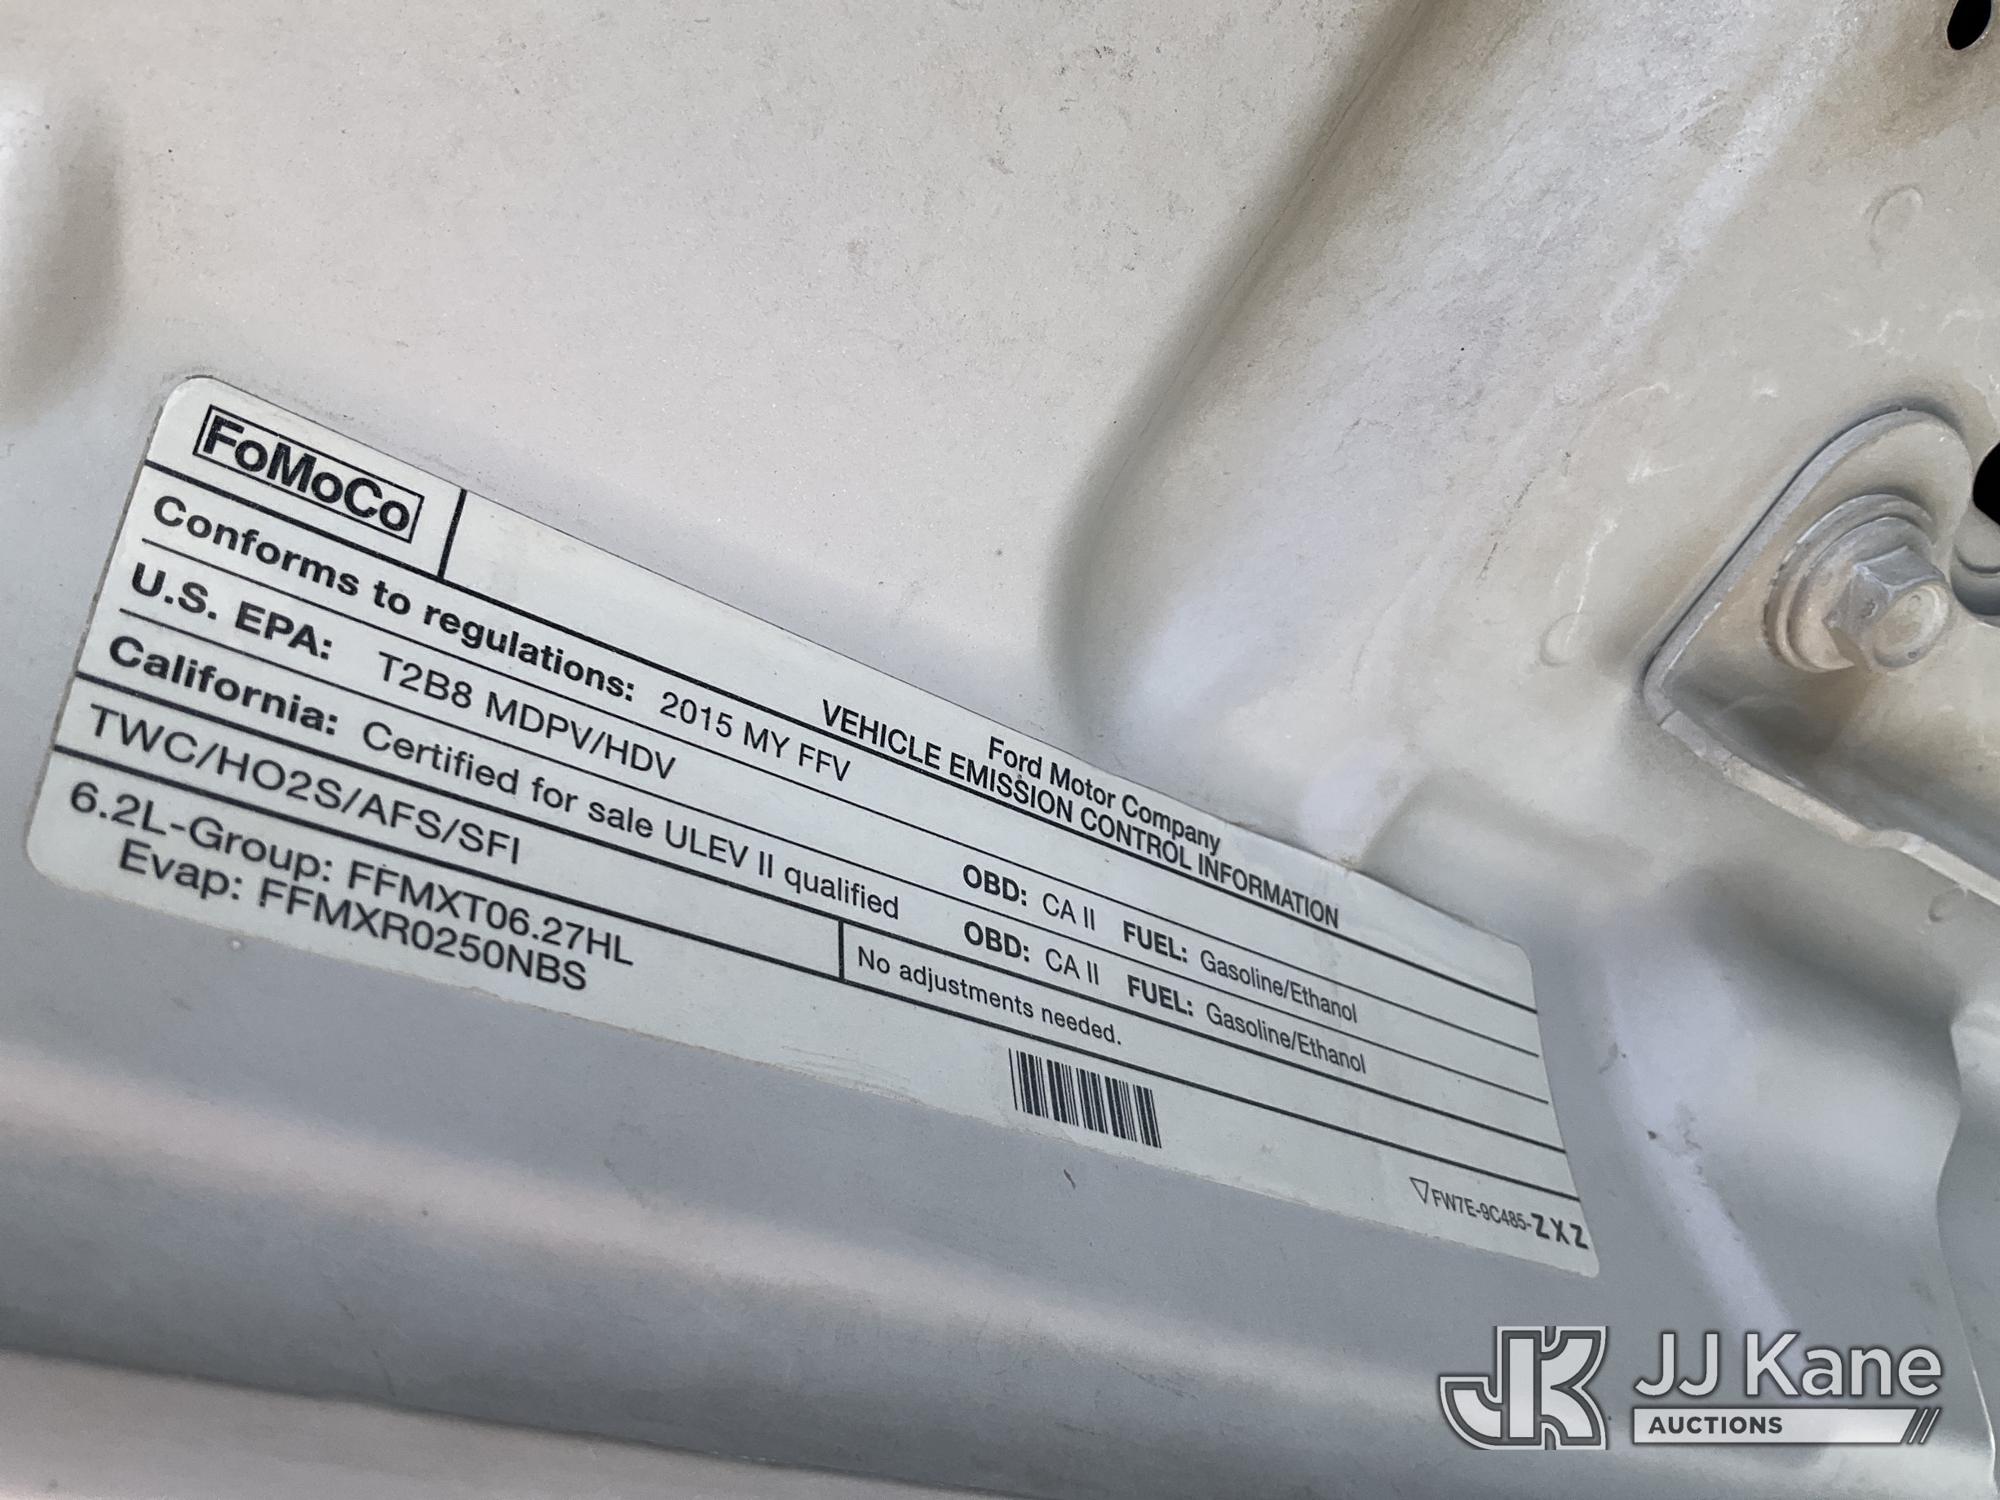 FoMoCo
Ford Motor Company
VEHICLE EMISSION CONTROL INFORMATION
Conforms to regulations: 2015 MY FFV
U.S. EPA: T2B8 MDPV/HDV OBD: CA II FUEL: Gasoline/Ethanol
California: Certified for sale ULEV II qualified OBD: CA II FUEL: Gasoline/Ethanol
TWC/HO2S/AFS/SFI No adjustments needed.
6.2L-Group: FFMXT06.27HL
Evap: FFMXR0250NBS
FW7E-9C485-ZXZ
JK JJ Kane
AUCTIONS